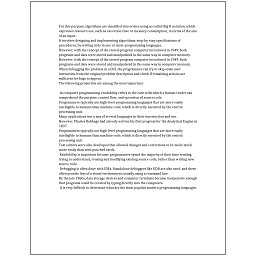 For this purpose, algorithms are classified into orders using so-called Big O notation, which
expresses resource use, such as execution time or memory consumption, in terms of the size
of an input.
It involves designing and implementing algorithms, step-by-step specifications of
procedures, by writing code in one or more programming languages.
However, with the concept of the stored-program computer introduced in 1949, both
programs and data were stored and manipulated in the same way in computer memory.
However, with the concept of the stored-program computer introduced in 1949, both
programs and data were stored and manipulated in the same way in computer memory.
When debugging the problem in a GUI, the programmer can try to skip some user
interaction from the original problem description and check if remaining actions are
sufficient for bugs to appear.
The following properties are among the most important:

In computer programming, readability refers to the ease with which a human reader can
comprehend the purpose, control flow, and operation of source code.
Programmers typically use high-level programming languages that are more easily
intelligible to humans than machine code, which is directly executed by the central
processing unit.
Many applications use a mix of several languages in their construction and use.
However, Charles Babbage had already written his first program for the Analytical Engine in
1837.
Programmers typically use high-level programming languages that are more easily
intelligible to humans than machine code, which is directly executed by the central
processing unit.
Text editors were also developed that allowed changes and corrections to be made much
more easily than with punched cards.
Readability is important because programmers spend the majority of their time reading,
trying to understand, reusing and modifying existing source code, rather than writing new
source code.
Debugging is often done with IDEs. Standalone debuggers like GDB are also used, and these
often provide less of a visual environment, usually using a command line.
By the late 1960s, data storage devices and computer terminals became inexpensive enough
that programs could be created by typing directly into the computers.
It is very difficult to determine what are the most popular modern programming languages.